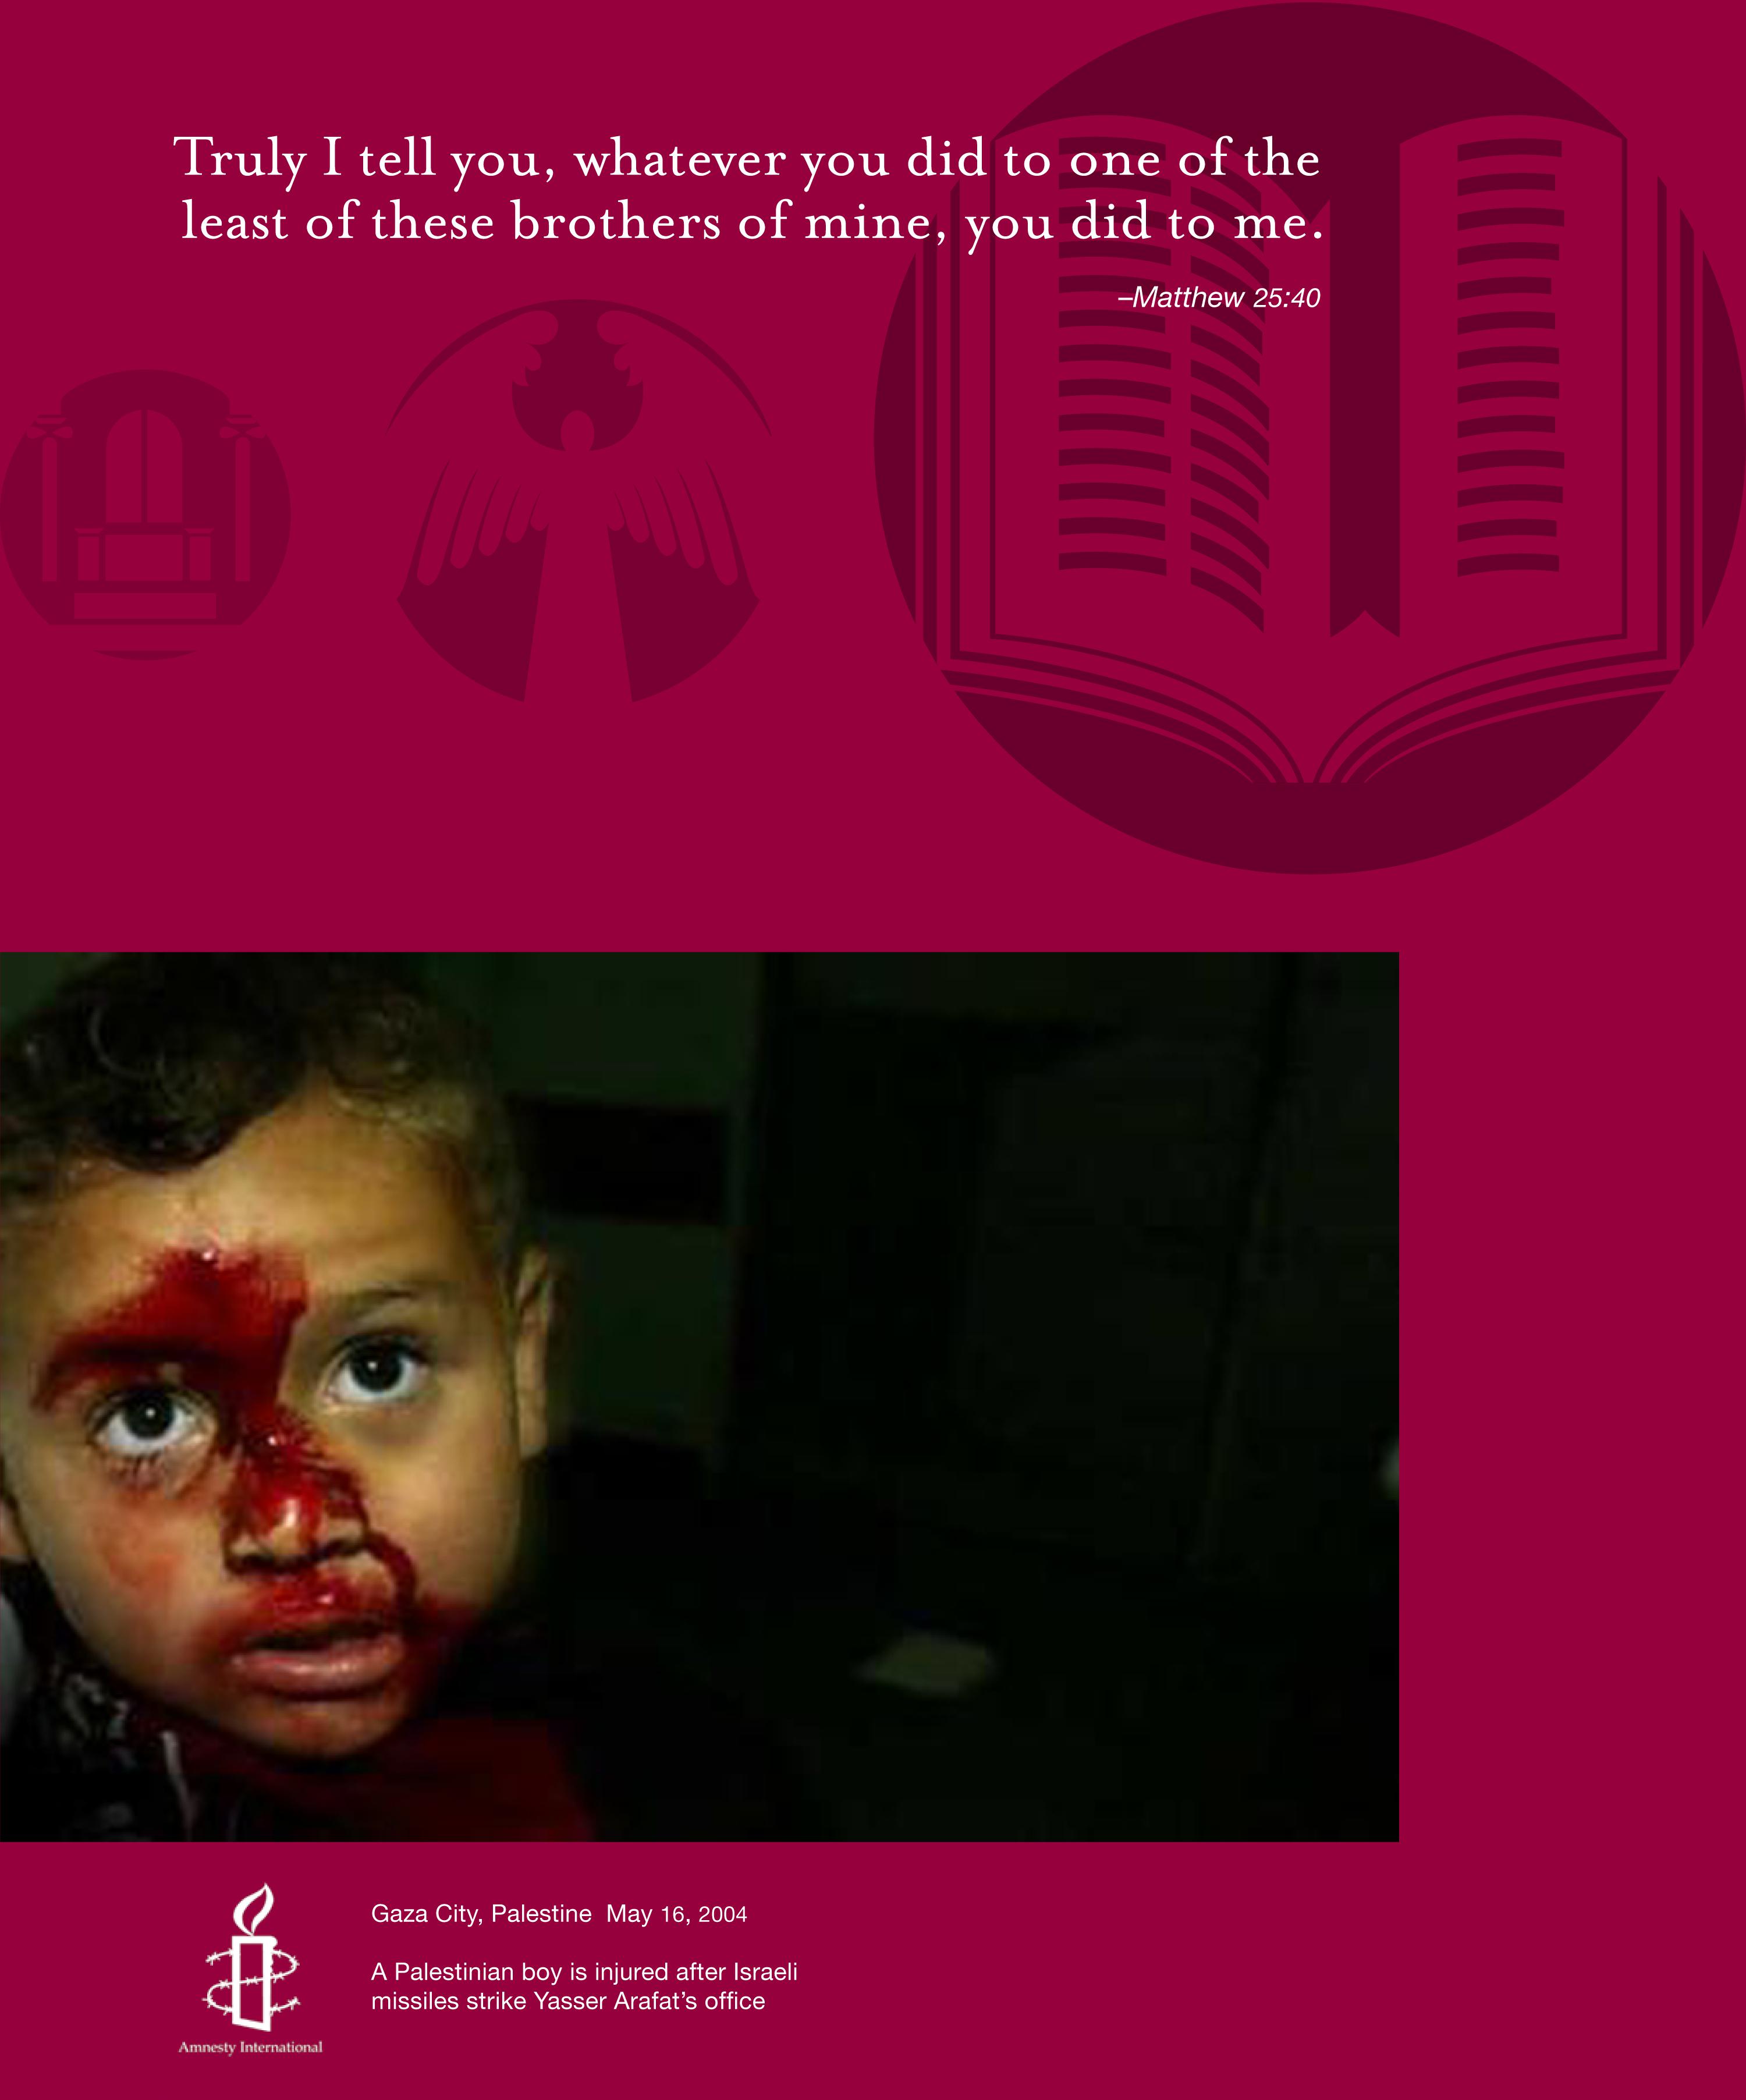 Truly I tell you, whatever you did to one of the
least of these brothers of mine, you did to me.
–Matthew 25:40
Gaza City, Palestine May 16, 2004
A Palestinian boy is injured after Israeli
missiles strike Yasser Arafat’s office
Amnesty International